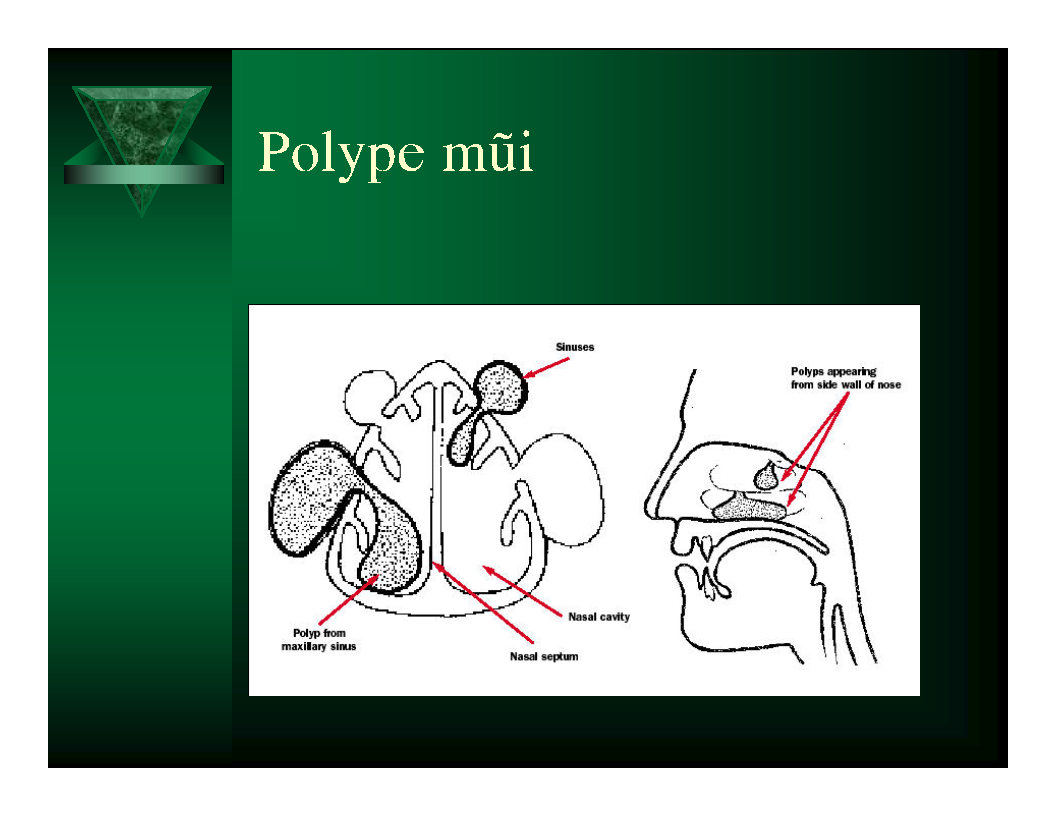 Polype mũi
Sinuses
Polyps appearing
from side wall of nose
Nasal cavity
Polyp from
maxillary sinus
Nasal septum